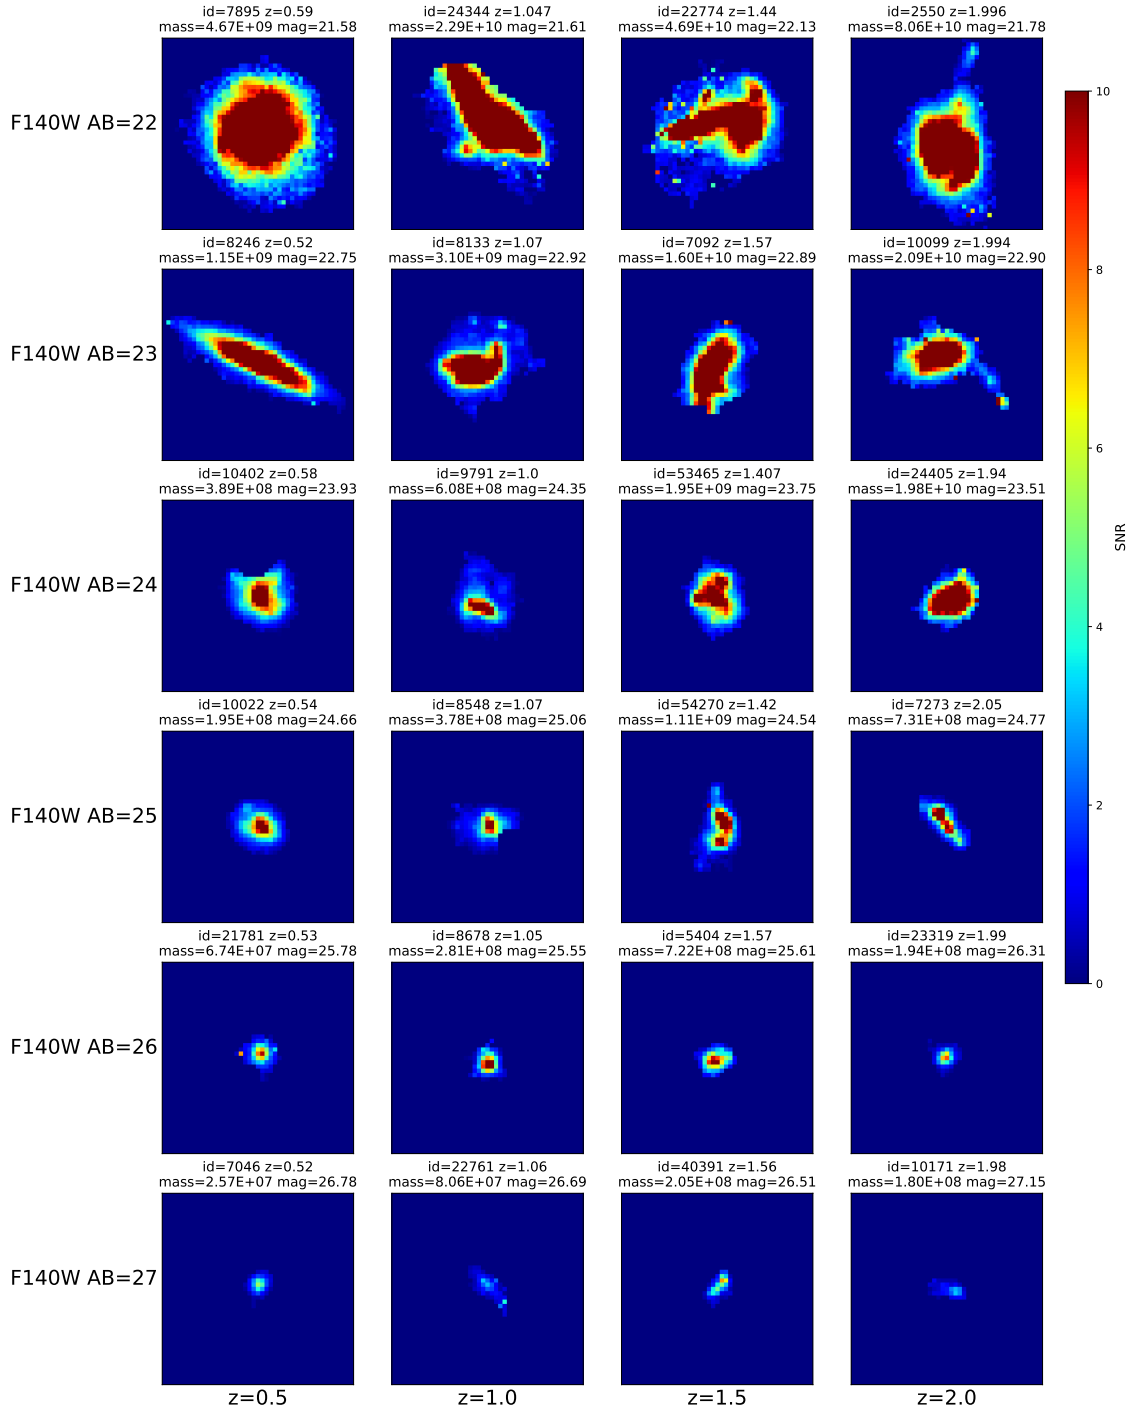 id=7895 z=0.59
mass=4.67E+09 mag=21.58
id=24344 z=1.047
mass=2.29E+10 mag=21.61
id=22774 z=1.44
mass=4.69E+10 mag=22.13
id=2550 z=1.996
mass=8.06E+10 mag=21.78
F140W AB=22
id=8246 z=0.52
mass=1.15E+09 mag=22.75
id=8133 z=1.07
mass=3.10E+09 mag=22.92
id=7092 z=1.57
mass=1.60E+10 mag=22.89
id=10099 z=1.994
mass=2.09E+10 mag=22.90
F140W AB=23
id=10402 z=0.58
mass=3.89E+08 mag=23.93
id=9791 z=1.0
mass=6.08E+08 mag=24.35
id=53465 z=1.407
mass=1.95E+09 mag=23.75
id=24405 z=1.94
mass=1.98E+10 mag=23.51
F140W AB=24
id=10022 z=0.54
mass=1.95E+08 mag=24.66
id=8548 z=1.07
mass=3.78E+08 mag=25.06
id=54270 z=1.42
mass=1.11E+09 mag=24.54
id=7273 z=2.05
mass=7.31E+08 mag=24.77
F140W AB=25
id=21781 z=0.53
mass=6.74E+07 mag=25.78
id=8678 z=1.05
mass=2.81E+08 mag=25.55
id=5404 z=1.57
mass=7.22E+08 mag=25.61
id=23319 z=1.99
mass=1.94E+08 mag=26.31
F140W AB=26
id=7046 z=0.52
mass=2.57E+07 mag=26.78
id=22761 z=1.06
mass=8.06E+07 mag=26.69
id=40391 z=1.56
mass=2.05E+08 mag=26.51
id=10171 z=1.98
mass=1.80E+08 mag=27.15
F140W AB=27
z=0.5
z=1.0
z=1.5
z=2.0
10
8
6
4
2
0
SNR